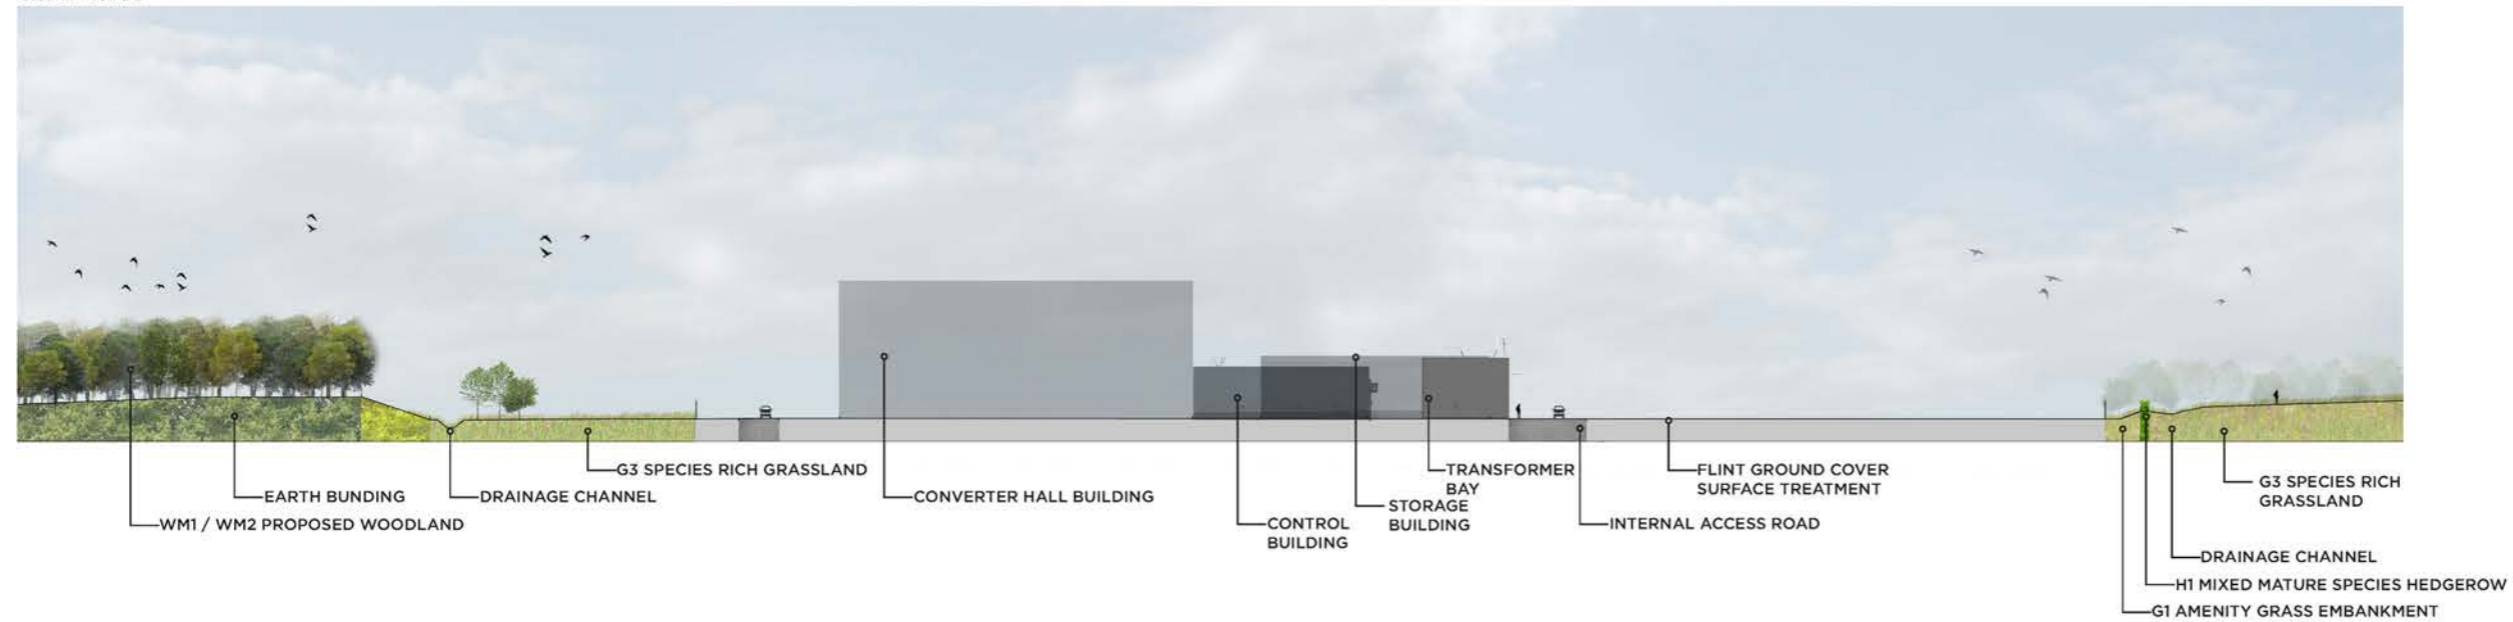 G3 SPECIES RICH GRASSLAND
EARTH BUNDING
DRAINAGE CHANNEL
WM1 / WM2 PROPOSED WOODLAND
CONVERTER HALL BUILDING
CONTROL
BUILDING
TRANSFORMER
BAY
STORAGE
BUILDING
FLINT GROUND COVER
SURFACE TREATMENT
INTERNAL ACCESS ROAD
G3 SPECIES RICH
GRASSLAND
DRAINAGE CHANNEL
H1 MIXED MATURE SPECIES HEDGEROW
G1 AMENITY GRASS EMBANKMENT